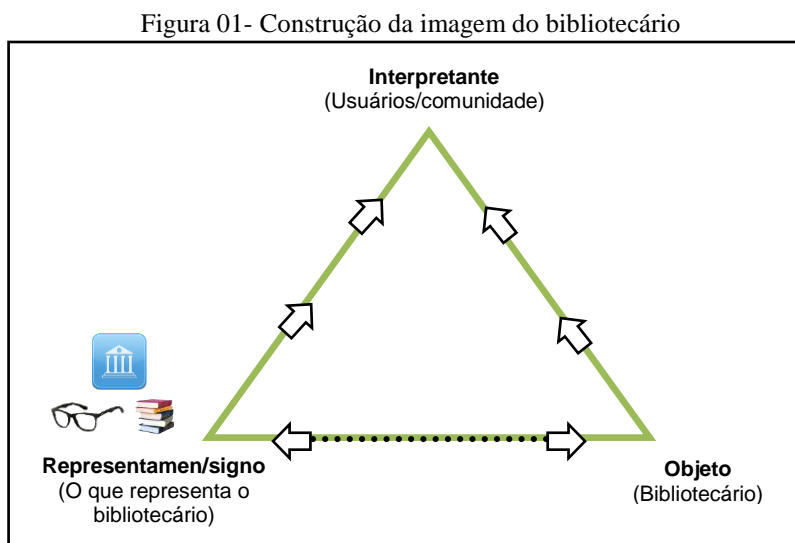 Figura 01- Construção da imagem do bibliotecário
Interpretante
(Usuários/comunidade)
Representamen/signo
(O que representa o
bibliotecário)
Objeto
(Bibliotecário)